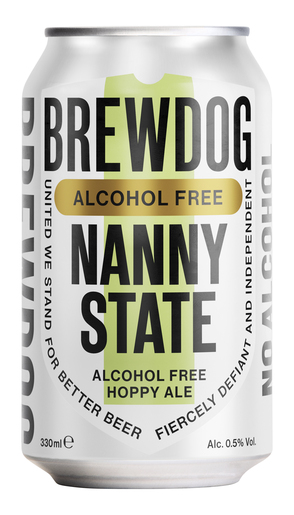 BREWDOG
ALCOHOL FREE
NANNY
STATE
ALCOHOL FREE
HOPPY ALE
UNITED WE STAND FOR BETTER BEER
FIERCELY DEFIANT AND INDEPENDENT
330ml ℮
Alc. 0.5% Vol.
BREWDOG
NO ALCOHOL